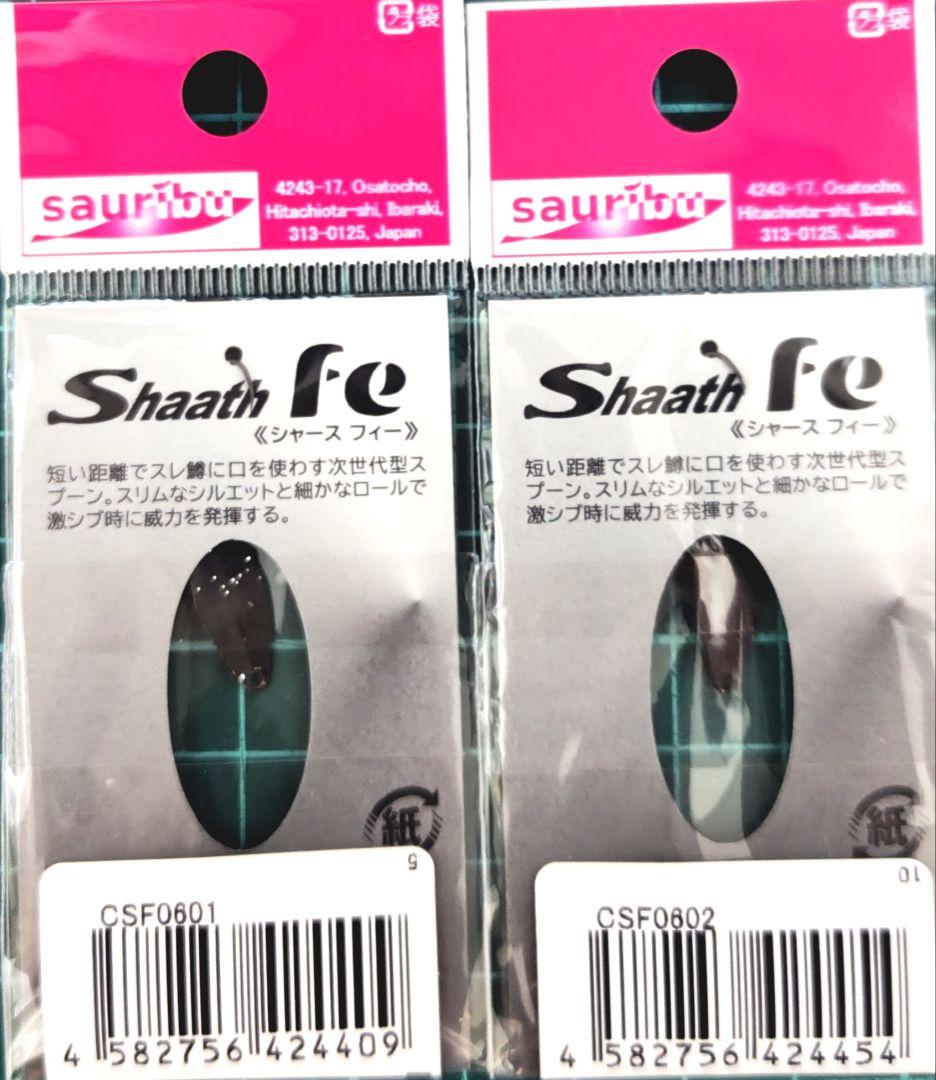 プラ
袋
sauribu
4243-17, Osatocho,
Hitachiota-shi, Ibaraki,
313-0125, Japan
Shaath Fe
《シャース フィー》
短い距離でスレ鱒に口を使わす次世代型ス
プーン。スリムなシルエットと細かなロールで
激シブ時に威力を発揮する。
紙
5
CSF0601
4 582756 424409
プラ
袋
sauribu
4243-17, Osatocho,
Hitachiota-shi, Ibaraki,
313-0125, Japan
Shaath Fe
《シャース フィー》
短い距離でスレ鱒に口を使わす次世代型ス
プーン。スリムなシルエットと細かなロールで
激シブ時に威力を発揮する。
紙
10
CSF0602
4 582756 424454